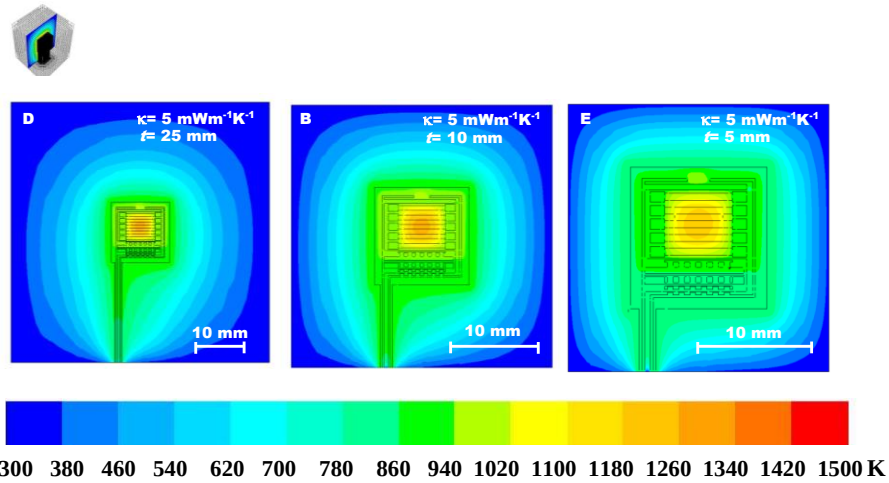 D
κ= 5 mWm⁻¹K⁻¹
t= 25 mm
10 mm
B
κ= 5 mWm⁻¹K⁻¹
t= 10 mm
10 mm
E
κ= 5 mWm⁻¹K⁻¹
t= 5 mm
10 mm
300 380 460 540 620 700 780 860 940 1020 1100 1180 1260 1340 1420 1500 K